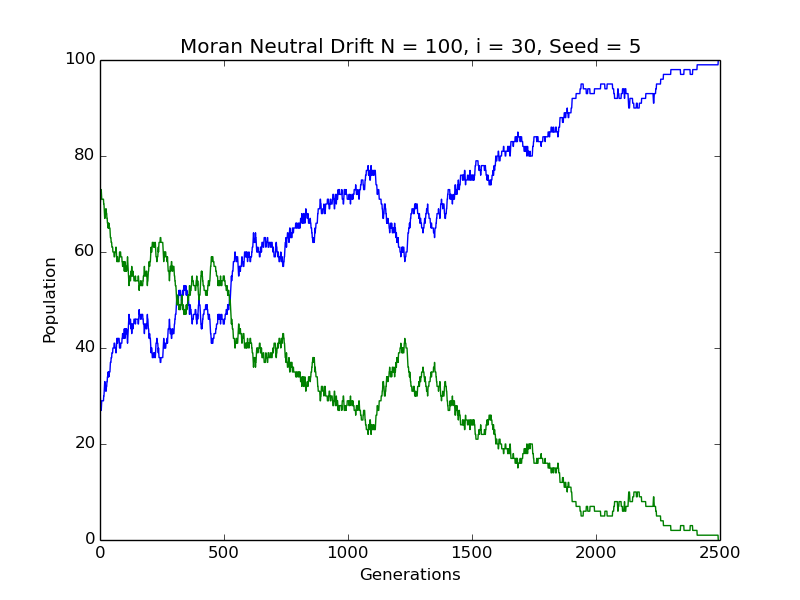 Moran Neutral Drift N = 100, i = 30, Seed = 5
100
80
60
40
20
0
Population
0 500 1000 1500 2000 2500
Generations